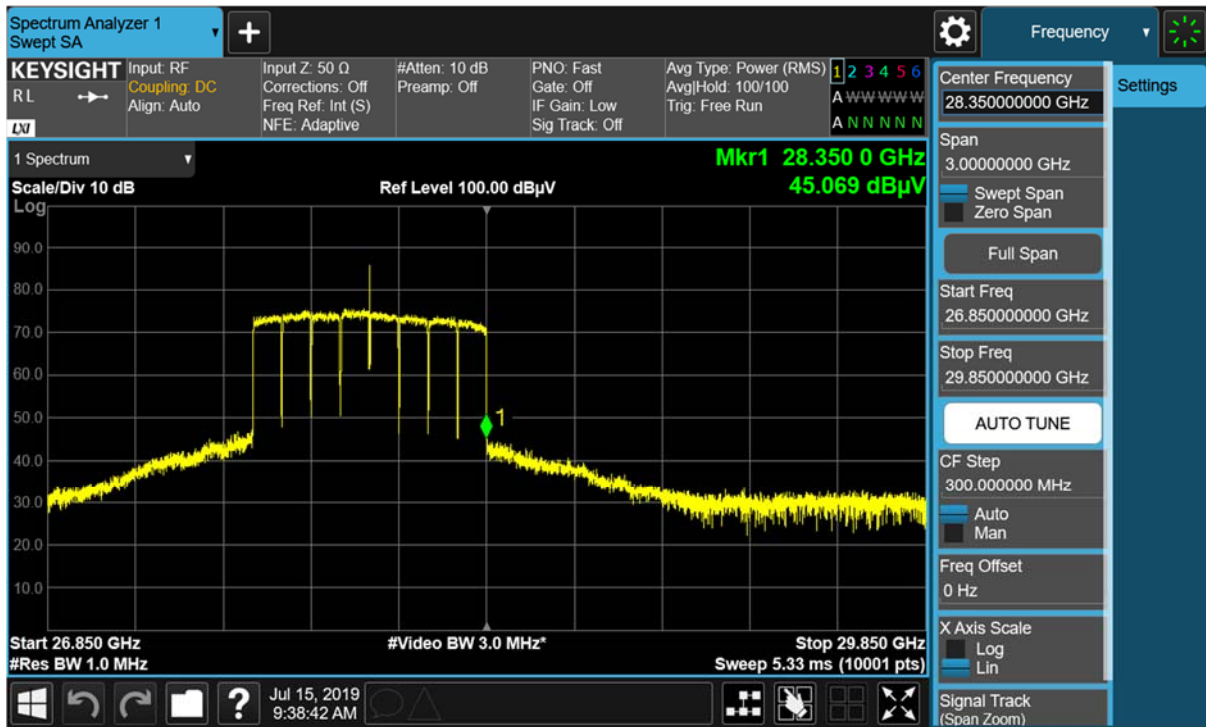 Spectrum Analyzer 1
Swept SA
+
Frequency
KEYSIGHT
R L
LXI
Input: RF
Coupling: DC
Align: Auto
Input Z: 50 Ω
Corrections: Off
Freq Ref: Int (S)
NFE: Adaptive
#Atten: 10 dB
Preamp: Off
PNO: Fast
Gate: Off
IF Gain: Low
Sig Track: Off
Avg Type: Power (RMS)
Avg|Hold: 100/100
Trig: Free Run
1 2 3 4 5 6
A W W W W W
A N N N N N
1 Spectrum
Scale/Div 10 dB
Log
Ref Level 100.00 dBµV
Mkr1 28.350 0 GHz
45.069 dBµV
90.0
80.0
70.0
60.0
50.0
40.0
30.0
20.0
10.0
1
Start 26.850 GHz
#Res BW 1.0 MHz
#Video BW 3.0 MHz*
Stop 29.850 GHz
Sweep 5.33 ms (10001 pts)
Center Frequency
28.350000000 GHz
Span
3.00000000 GHz
Swept Span
Zero Span
Full Span
Start Freq
26.850000000 GHz
Stop Freq
29.850000000 GHz
AUTO TUNE
CF Step
300.000000 MHz
Auto
Man
Freq Offset
0 Hz
X Axis Scale
Log
Lin
Signal Track
(Span Zoom)
Settings
?
Jul 15, 2019
9:38:42 AM